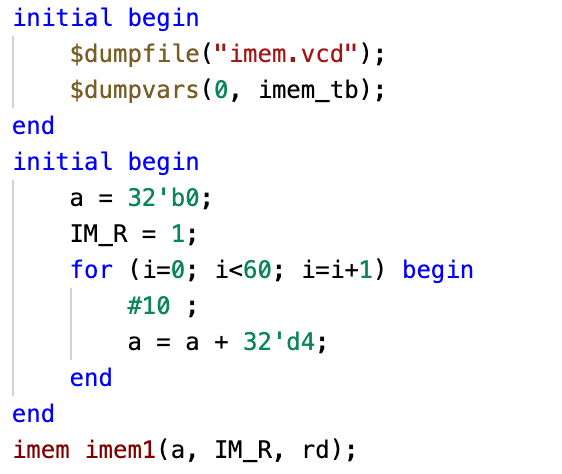 initial begin
    $dumpfile("imem.vcd");
    $dumpvars(0, imem_tb);
end
initial begin
    a = 32'b0;
    IM_R = 1;
    for (i=0; i<60; i=i+1) begin
        #10 ;
        a = a + 32'd4;
    end
end
imem imem1(a, IM_R, rd);